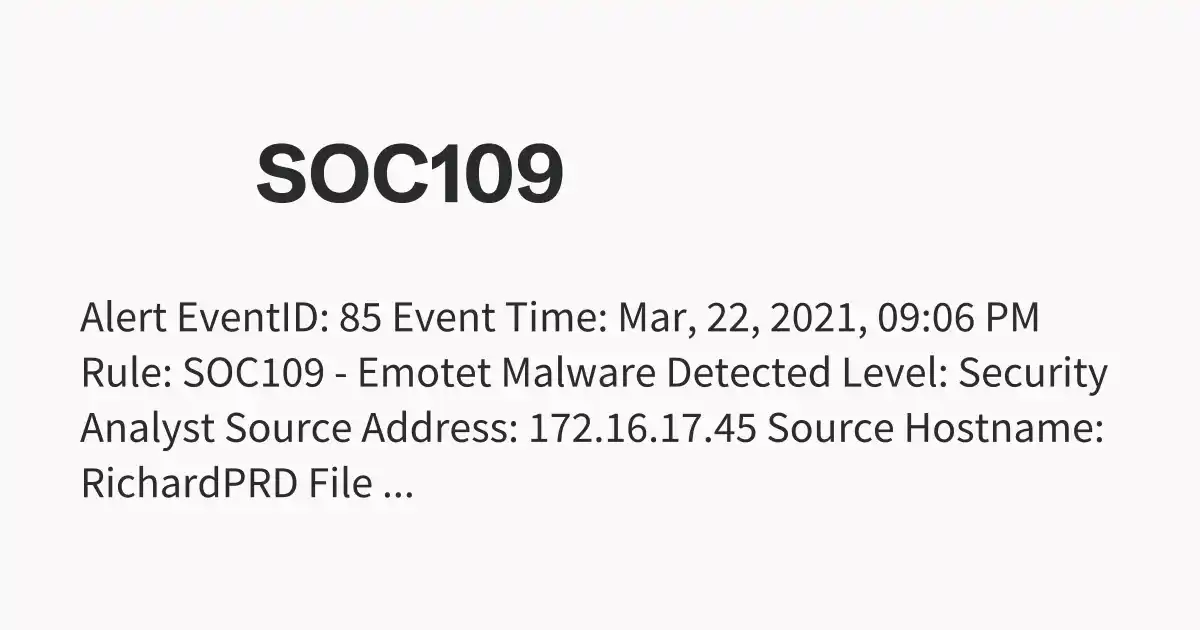 SOC109
Alert EventID: 85 Event Time: Mar, 22, 2021, 09:06 PM
Rule: SOC109 - Emotet Malware Detected Level: Security
Analyst Source Address: 172.16.17.45 Source Hostname:
RichardPRD File ...